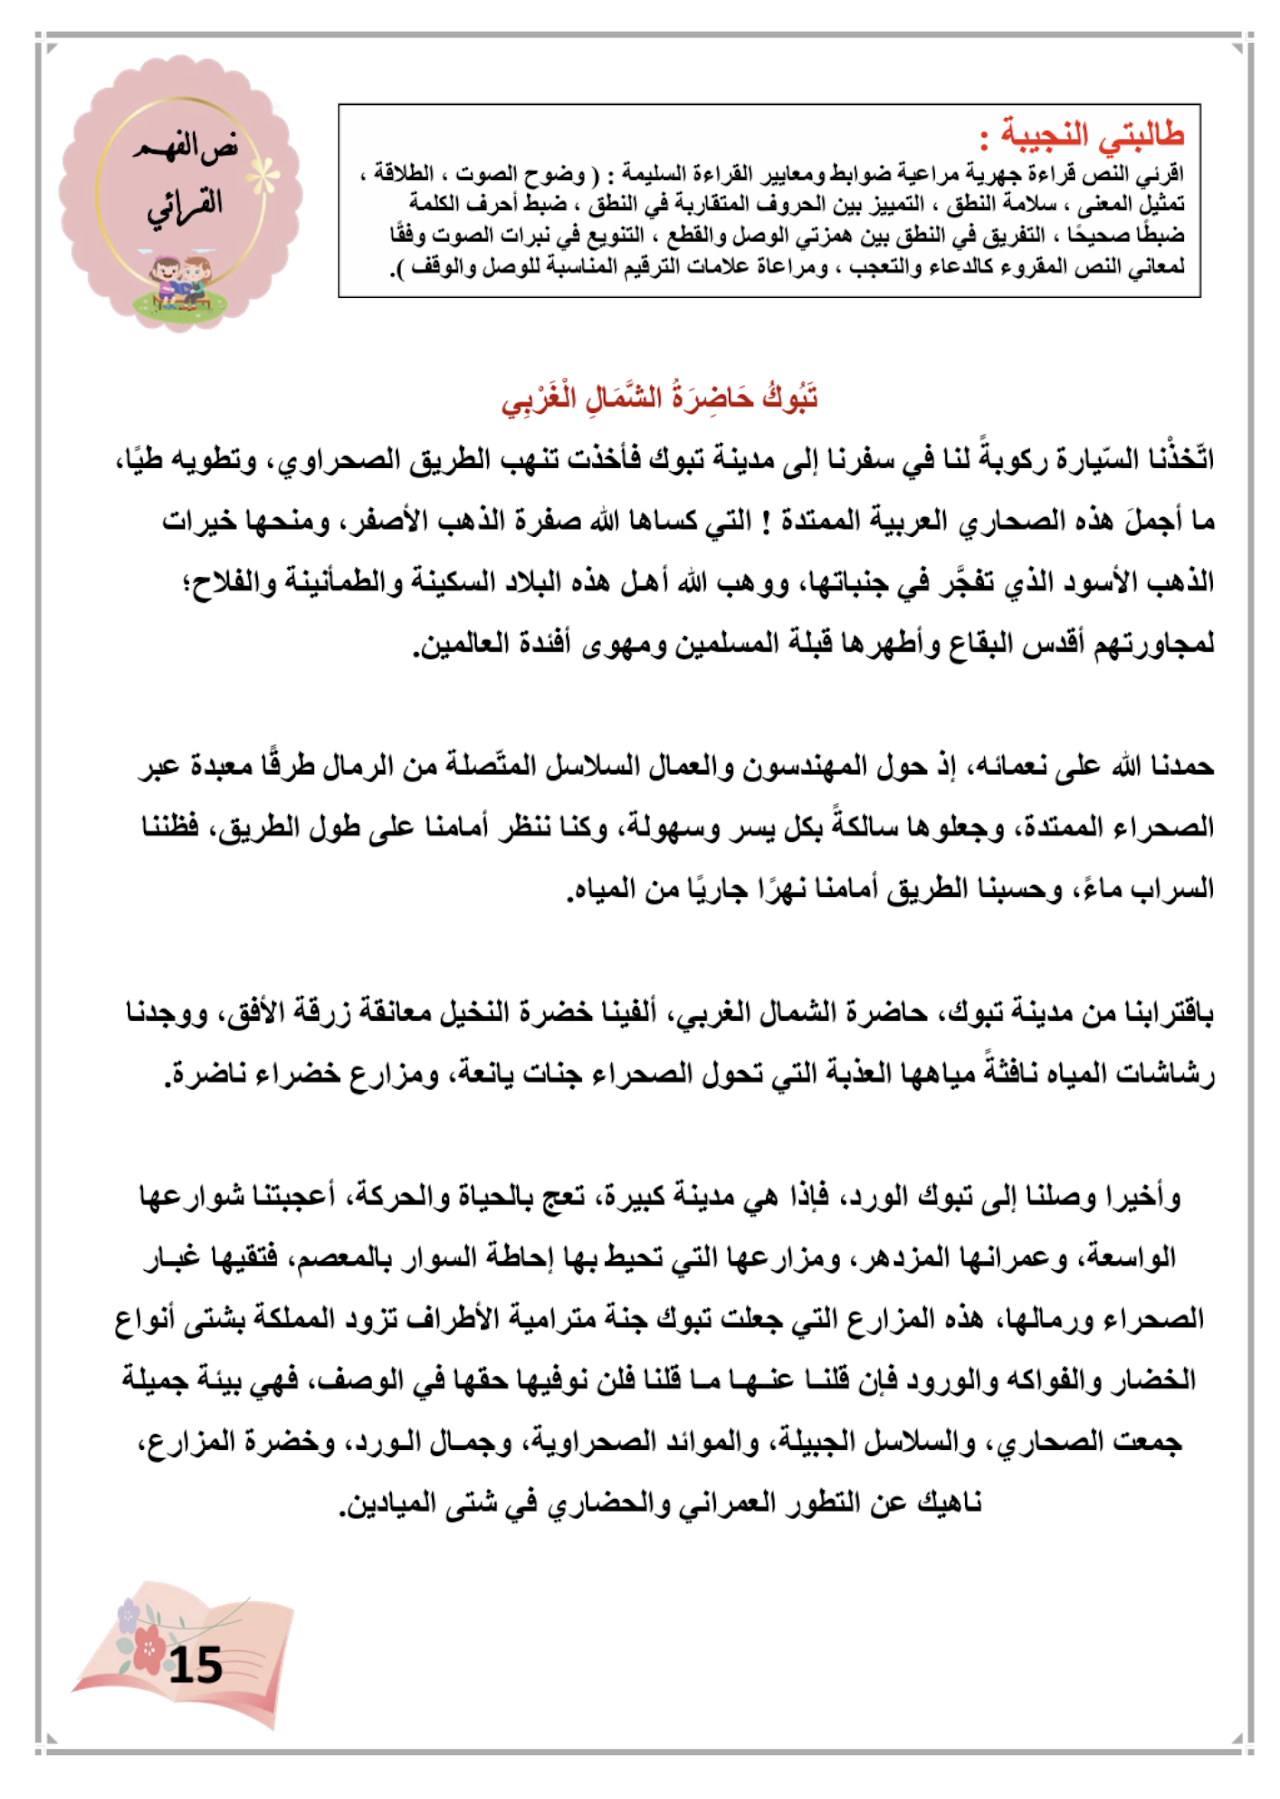 نص الفهم
القرائي
طالبتي النجيبة :
اقرئي النص قراءة جهرية مراعية ضوابط ومعايير القراءة السليمة : ( وضوح الصوت ، الطلاقة ،
تمثيل المعنى ، سلامة النطق ، التمييز بين الحروف المتقاربة في النطق ، ضبط أحرف الكلمة
ضبطًا صحيحًا ، التفريق في النطق بين همزتي الوصل والقطع ، التنويع في نبرات الصوت وفقًا
لمعاني النص المقروء كالدعاء والتعجب ، ومراعاة علامات الترقيم المناسبة للوصل والوقف ).
تَبُوكُ حَاضِرَةُ الشَّمَالِ الْغَرْبِي
اتّخذْنا السّيارة ركوبةً لنا في سفرنا إلى مدينة تبوك فأخذت تنهب الطريق الصحراوي، وتطويه طيًا،
ما أجملَ هذه الصحاري العربية الممتدة ! التي كساها الله صفرة الذهب الأصفر، ومنحها خيرات
الذهب الأسود الذي تفجَّر في جنباتها، ووهب الله أهل هذه البلاد السكينة والطمأنينة والفلاح؛
لمجاورتهم أقدس البقاع وأطهرها قبلة المسلمين ومهوى أفئدة العالمين.
حمدنا الله على نعمائه، إذ حول المهندسون والعمال السلاسل المتّصلة من الرمال طرقًا معبدة عبر
الصحراء الممتدة، وجعلوها سالكةً بكل يسر وسهولة، وكنا ننظر أمامنا على طول الطريق، فظننا
السراب ماءً، وحسبنا الطريق أمامنا نهرًا جاريًا من المياه.
باقترابنا من مدينة تبوك، حاضرة الشمال الغربي، ألفينا خضرة النخيل معانقة زرقة الأفق، ووجدنا
رشاشات المياه نافثةً مياهها العذبة التي تحول الصحراء جنات يانعة، ومزارع خضراء ناضرة.
وأخيرا وصلنا إلى تبوك الورد، فإذا هي مدينة كبيرة، تعج بالحياة والحركة، أعجبتنا شوارعها
الواسعة، وعمرانها المزدهر، ومزارعها التي تحيط بها إحاطة السوار بالمعصم، فتقيها غبار
الصحراء ورمالها، هذه المزارع التي جعلت تبوك جنة مترامية الأطراف تزود المملكة بشتى أنواع
الخضار والفواكه والورود فإن قلنا عنها ما قلنا فلن نوفيها حقها في الوصف، فهي بيئة جميلة
جمعت الصحاري، والسلاسل الجبيلة، والموائد الصحراوية، وجمال الورد، وخضرة المزارع،
ناهيك عن التطور العمراني والحضاري في شتى الميادين.
15